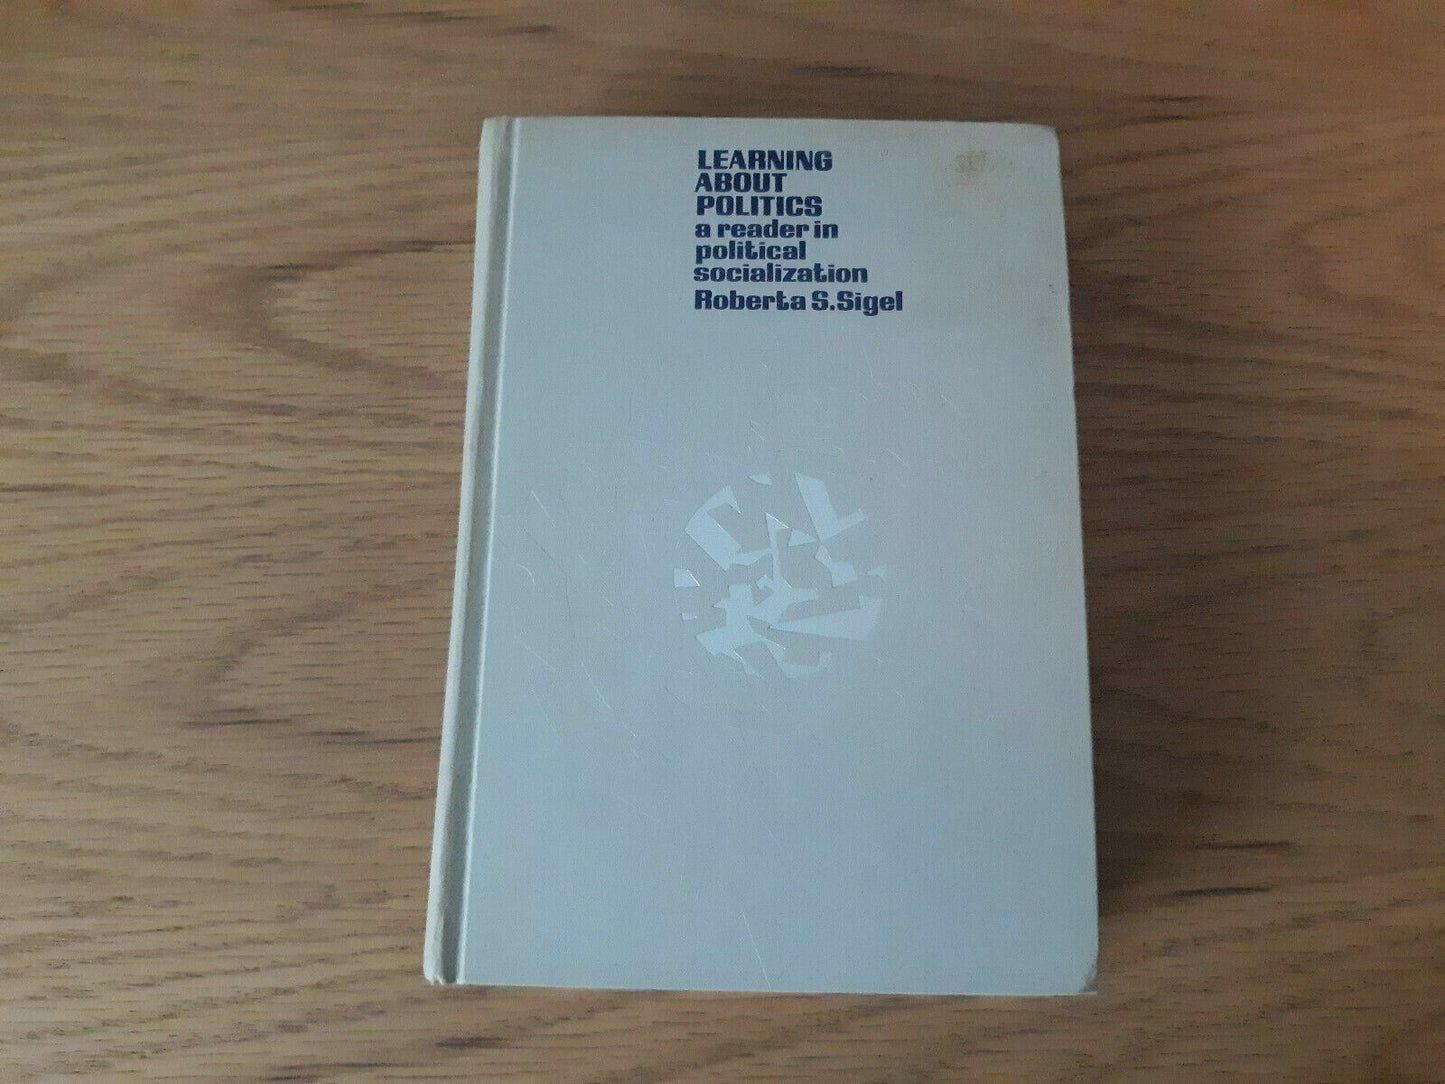 LEARNING
ABOUT
POLITICS
a reader in
political
socialization
Roberta S. Sigel